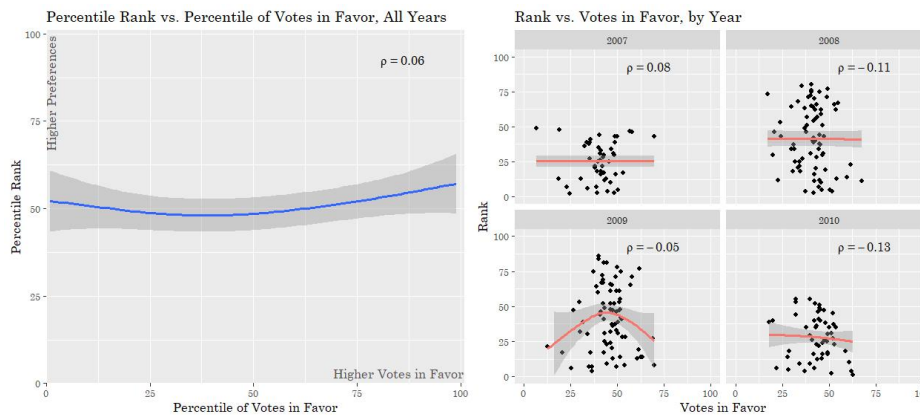 Percentile Rank vs. Percentile of Votes in Favor, All Years
100
75
50
25
0
Percentile Rank
Higher Preferences
ρ = 0.06
Higher Votes in Favor
0 25 50 75 100
Percentile of Votes in Favor
Rank vs. Votes in Favor, by Year
2007 2008
100
75
50
25
0
ρ = 0.08 ρ = −0.11
Rank
2009 2010
100
75
50
25
0
ρ = −0.05 ρ = −0.13
0 25 50 75 100 0 25 50 75 100
Votes in Favor